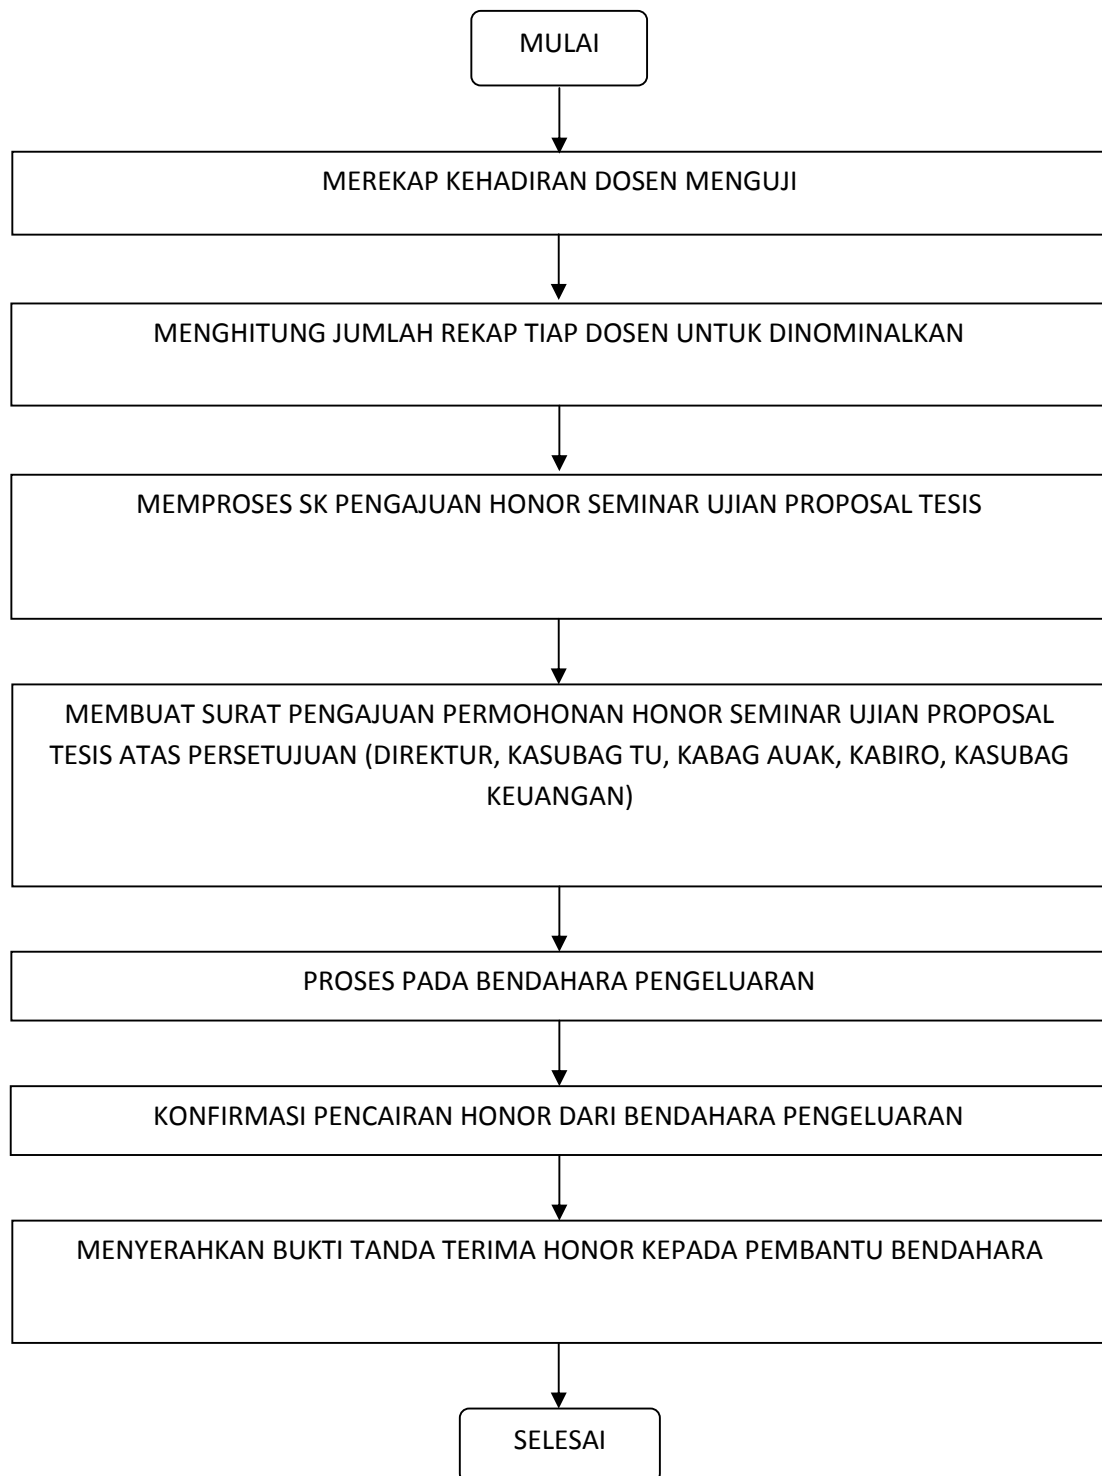 MULAI
MEREKAP KEHADIRAN DOSEN MENGUJI
MENGHITUNG JUMLAH REKAP TIAP DOSEN UNTUK DINOMINALKAN
MEMPROSES SK PENGAJUAN HONOR SEMINAR UJIAN PROPOSAL TESIS
MEMBUAT SURAT PENGAJUAN PERMOHONAN HONOR SEMINAR UJIAN PROPOSAL
TESIS ATAS PERSETUJUAN (DIREKTUR, KASUBAG TU, KABAG AUAK, KABIRO, KASUBAG
KEUANGAN)
PROSES PADA BENDAHARA PENGELUARAN
KONFIRMASI PENCAIRAN HONOR DARI BENDAHARA PENGELUARAN
MENYERAHKAN BUKTI TANDA TERIMA HONOR KEPADA PEMBANTU BENDAHARA
SELESAI